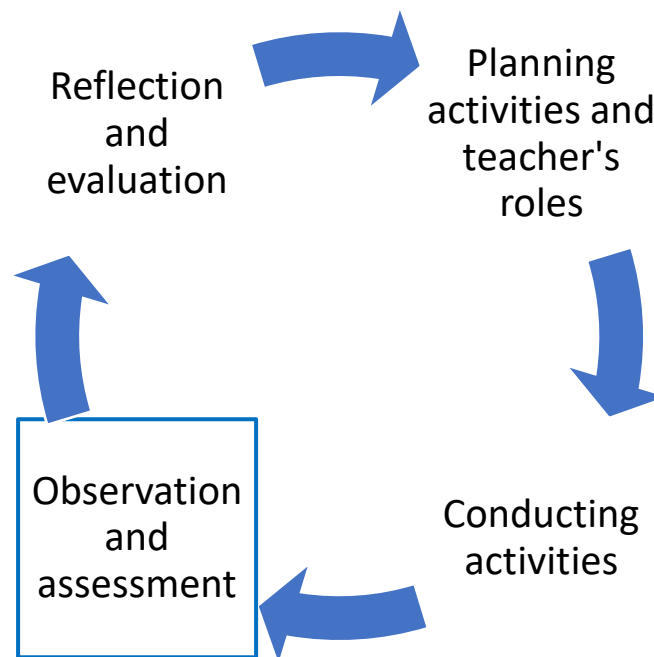 Reflection
and
evaluation
Planning
activities and
teacher's
roles
Observation
and
assessment
Conducting
activities